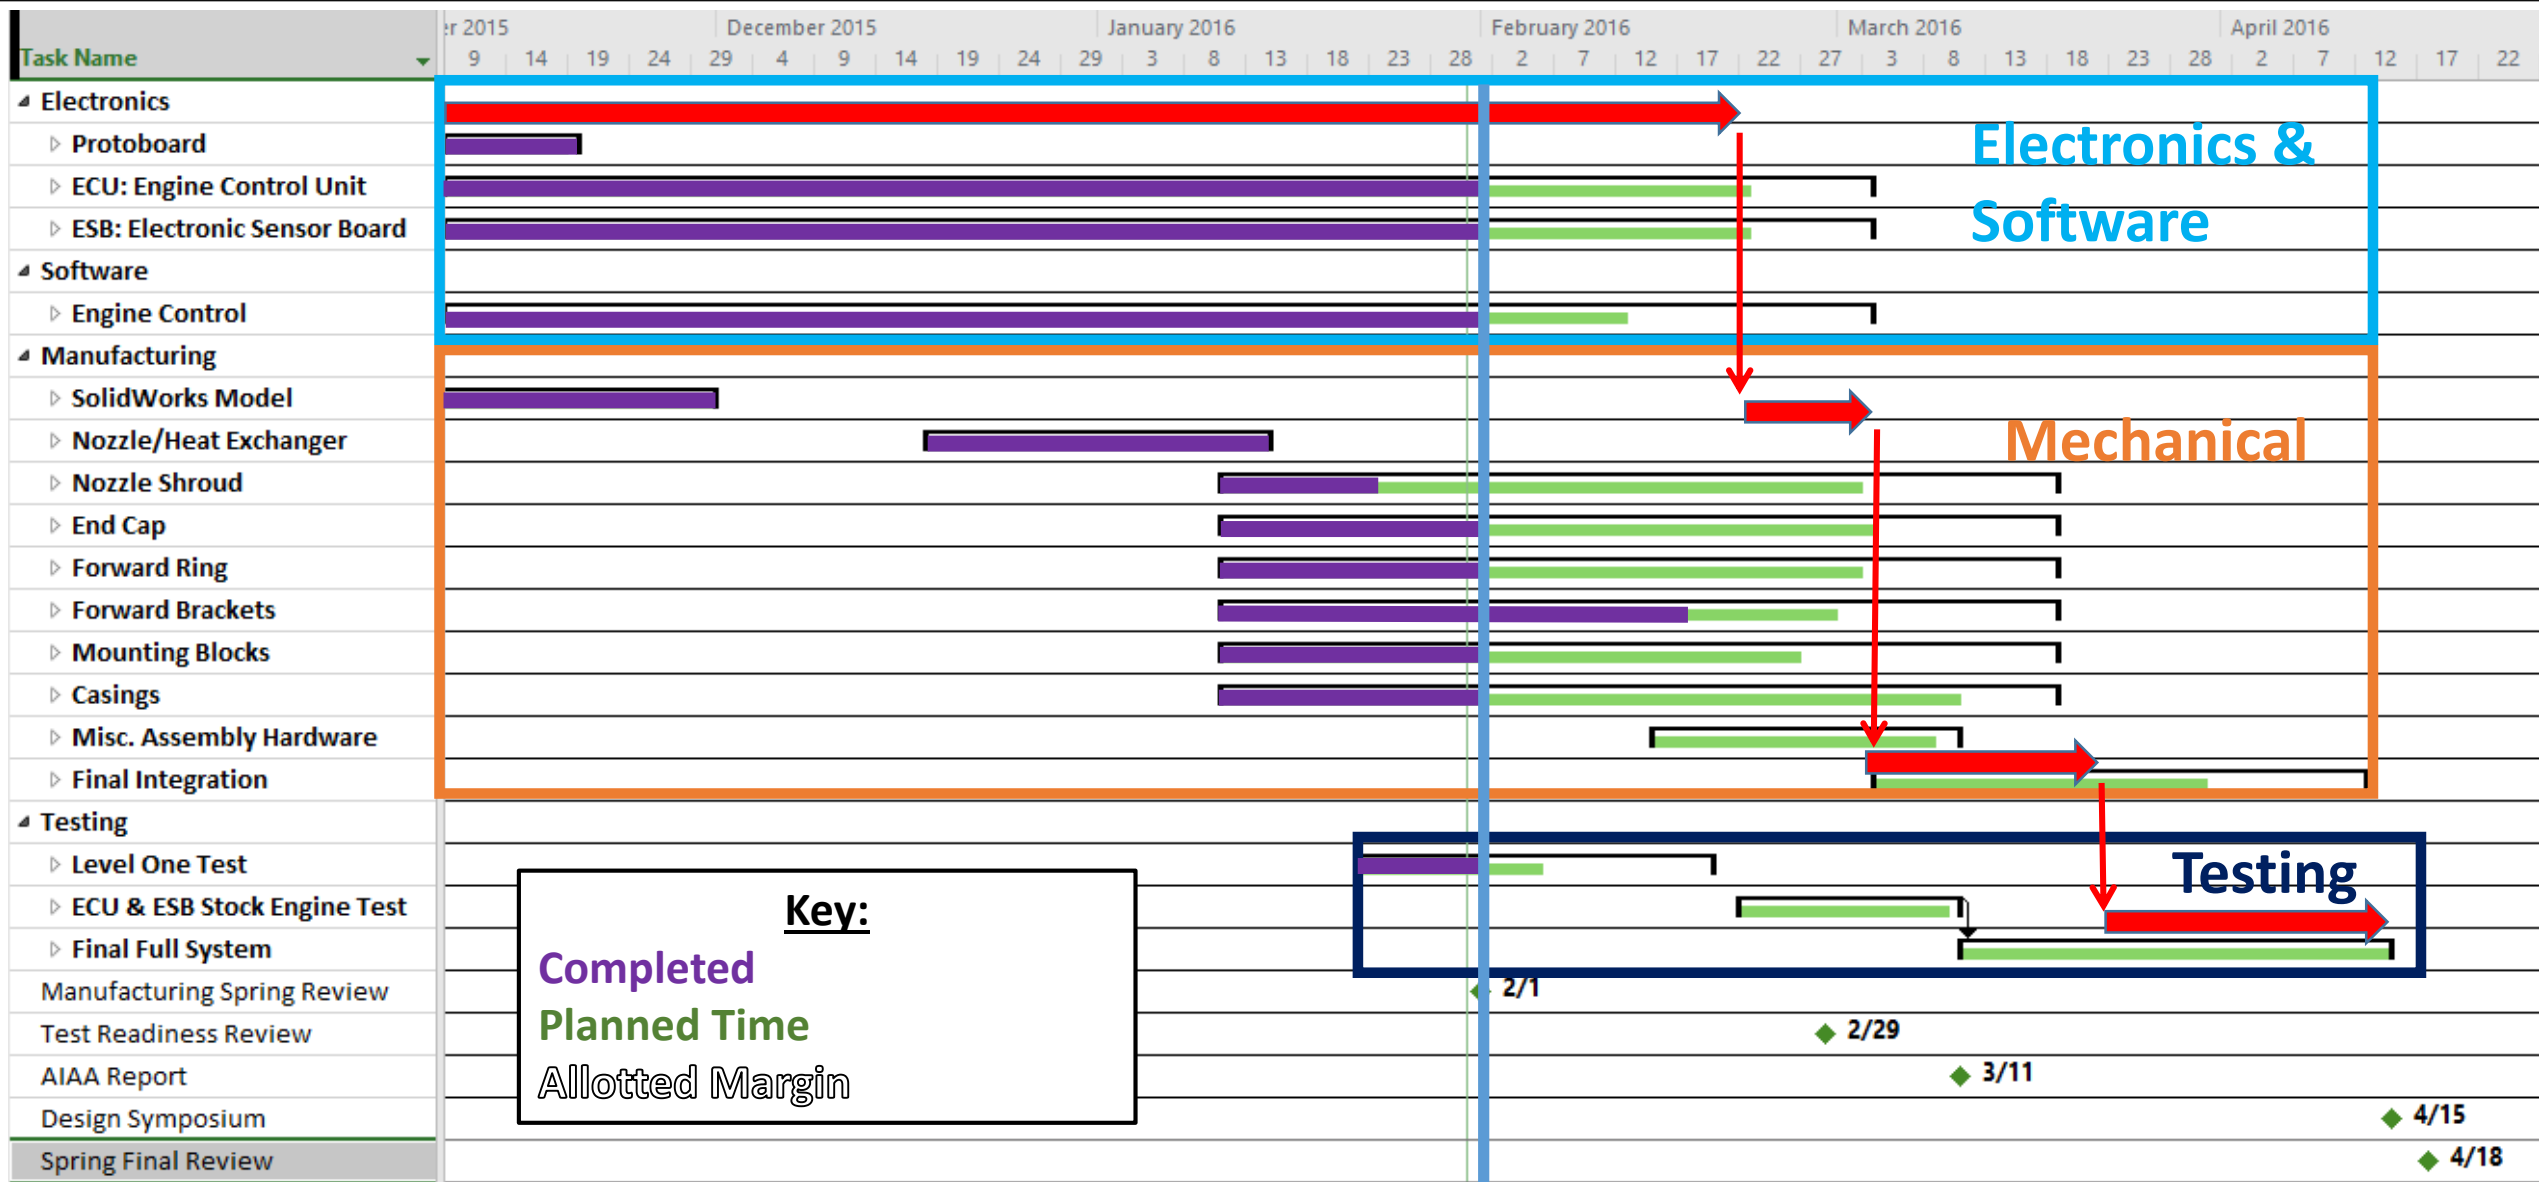 er 2015 December 2015 January 2016 February 2016 March 2016 April 2016
Task Name 9 14 19 24 29 4 9 14 19 24 29 3 8 13 18 23 28 2 7 12 17 22 27 3 8 13 18 23 28 2 7 12 17 22
Electronics
Protoboard
ECU: Engine Control Unit
ESB: Electronic Sensor Board
Software
Engine Control
Electronics &
Software
Manufacturing
SolidWorks Model
Nozzle/Heat Exchanger
Nozzle Shroud
End Cap
Forward Ring
Forward Brackets
Mounting Blocks
Casings
Misc. Assembly Hardware
Final Integration
Mechanical
Testing
Level One Test
ECU & ESB Stock Engine Test
Final Full System
Testing
Manufacturing Spring Review 2/1
Test Readiness Review 2/29
AIAA Report 3/11
Design Symposium 4/15
Spring Final Review 4/18
Key:
Completed
Planned Time
Allotted Margin